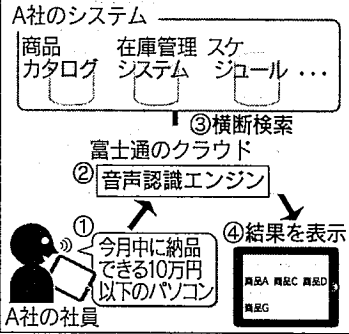 A社のシステム
商品
カタログ
在庫管理
システム
スケ
ジュール
・・・
③横断検索
富士通のクラウド
②
音声認識エンジン
①
今月中に納品
できる10万円
以下のパソコン
A社の社員
④結果を表示
商品A 商品C 商品D
商品G